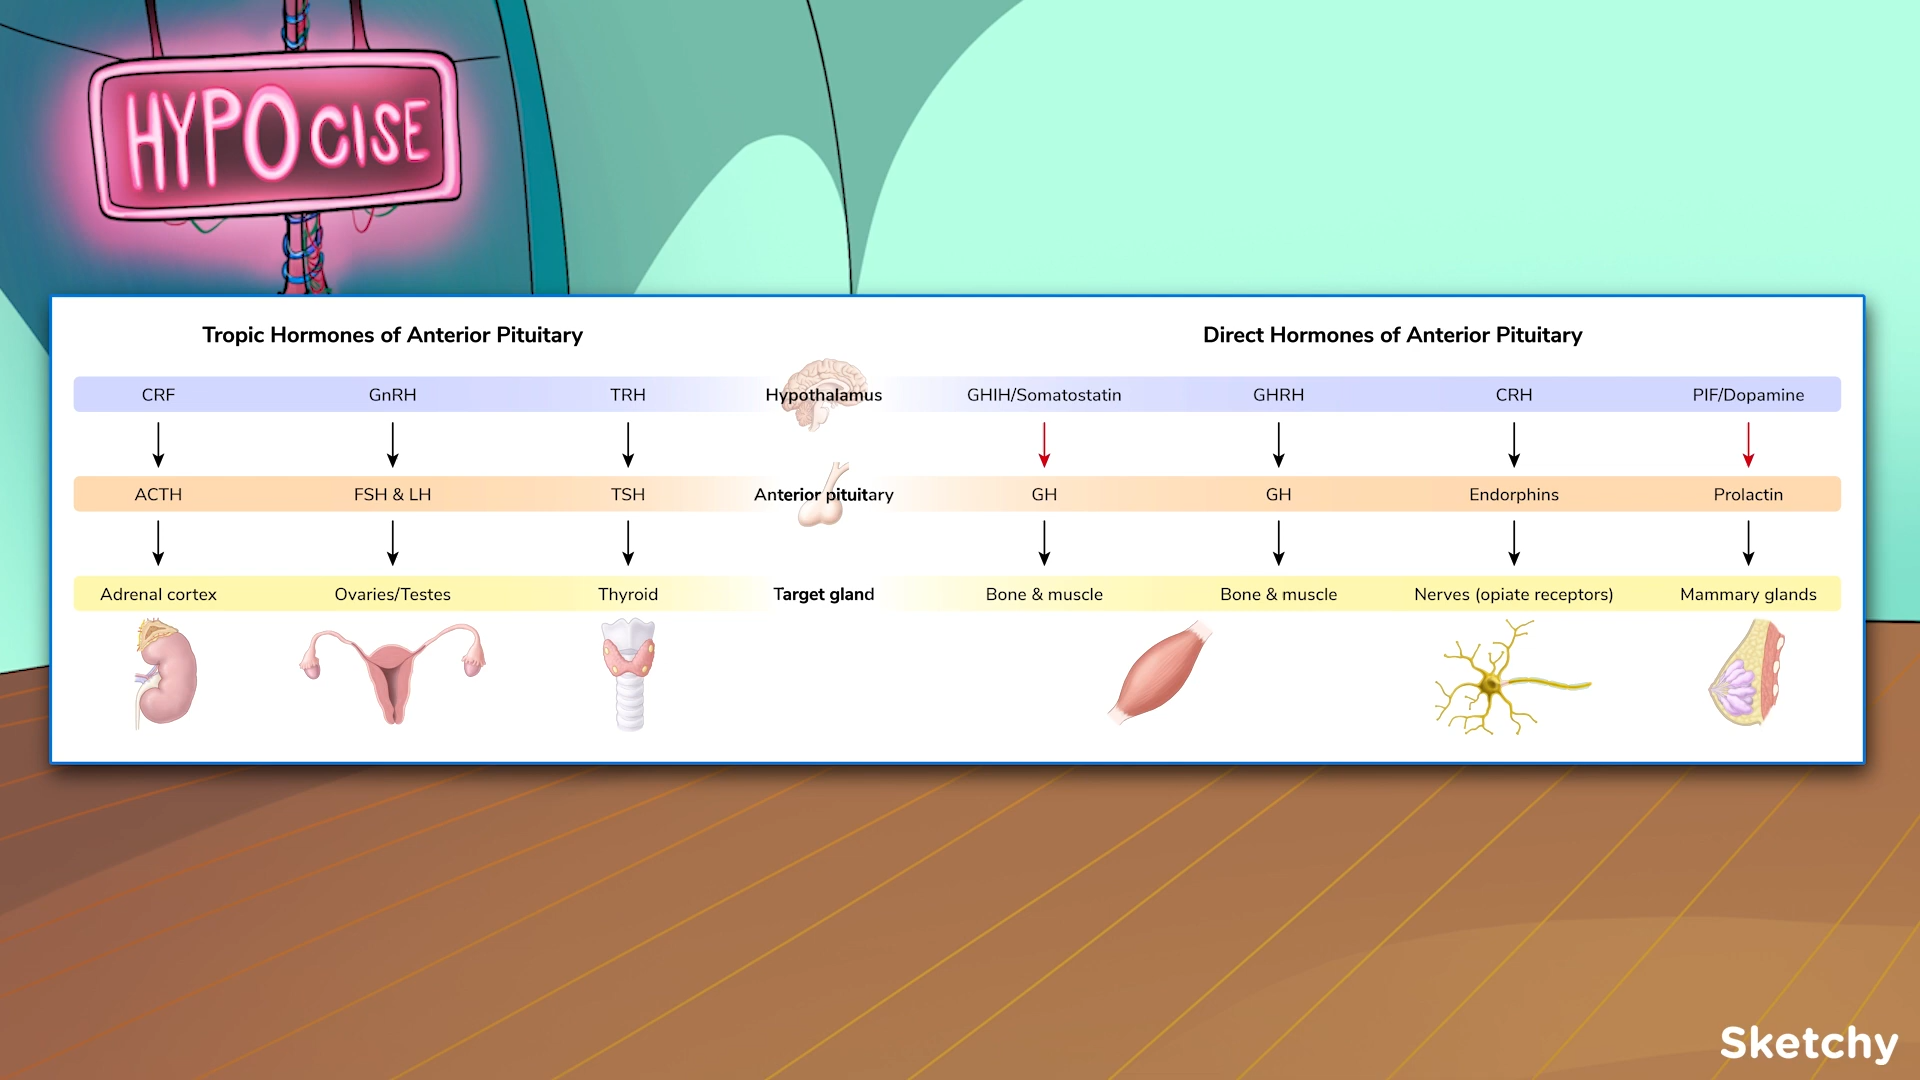 HYPOCISE
Tropic Hormones of Anterior Pituitary
Direct Hormones of Anterior Pituitary
CRF GnRH TRH Hypothalamus GHIH/Somatostatin GHRH CRH PIF/Dopamine
ACTH FSH & LH TSH Anterior pituitary GH GH Endorphins Prolactin
Adrenal cortex Ovaries/Testes Thyroid Target gland Bone & muscle Bone & muscle Nerves (opiate receptors) Mammary glands
Sketchy